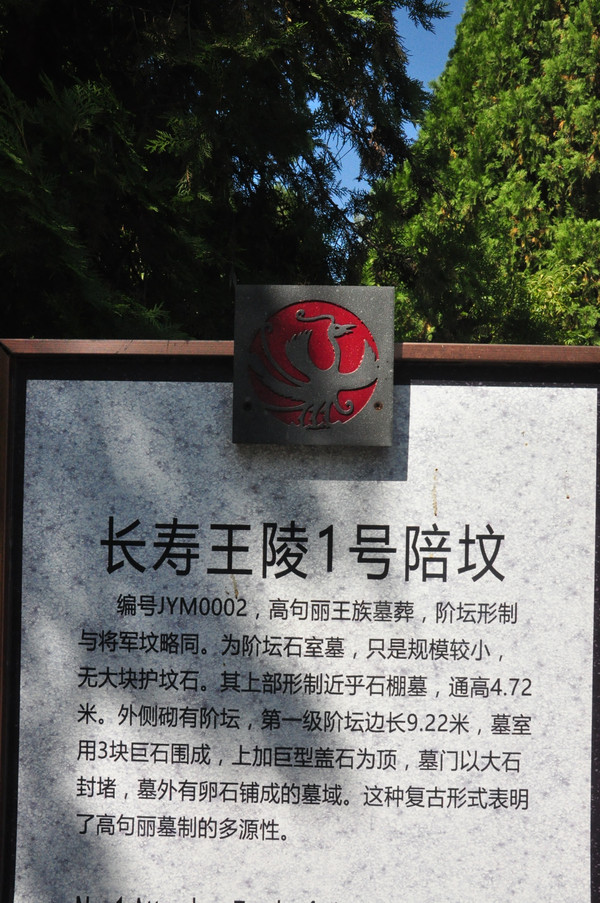 长寿王陵1号陪坟
编号JYM0002，高句丽王族墓葬，阶坛形制
与将军坟略同。为阶坛石室墓，只是规模较小，
无大块护坟石。其上部形制近乎石棚墓，通高4.72
米。外侧砌有阶坛，第一级阶坛边长9.22米，墓室
用3块巨石围成，上加巨型盖石为顶，墓门以大石
封堵，墓外有卵石铺成的墓域。这种复古形式表明
了高句丽墓制的多源性。